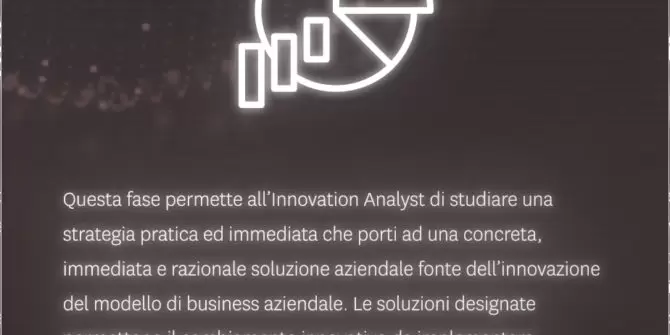 Questa fase permette all'Innovation Analyst di studiare una
strategia pratica ed immediata che porti ad una concreta,
immediata e razionale soluzione aziendale fonte dell'innovazione
del modello di business aziendale. Le soluzioni designate